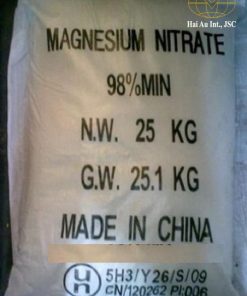 Hai Au Int., JSC
MAGNESIUM NITRATE
98%MIN
N.W. 25 KG
G.W. 25.1 KG
MADE IN CHINA
UN 5H3/Y26/S/09
CN/120262 PI:006